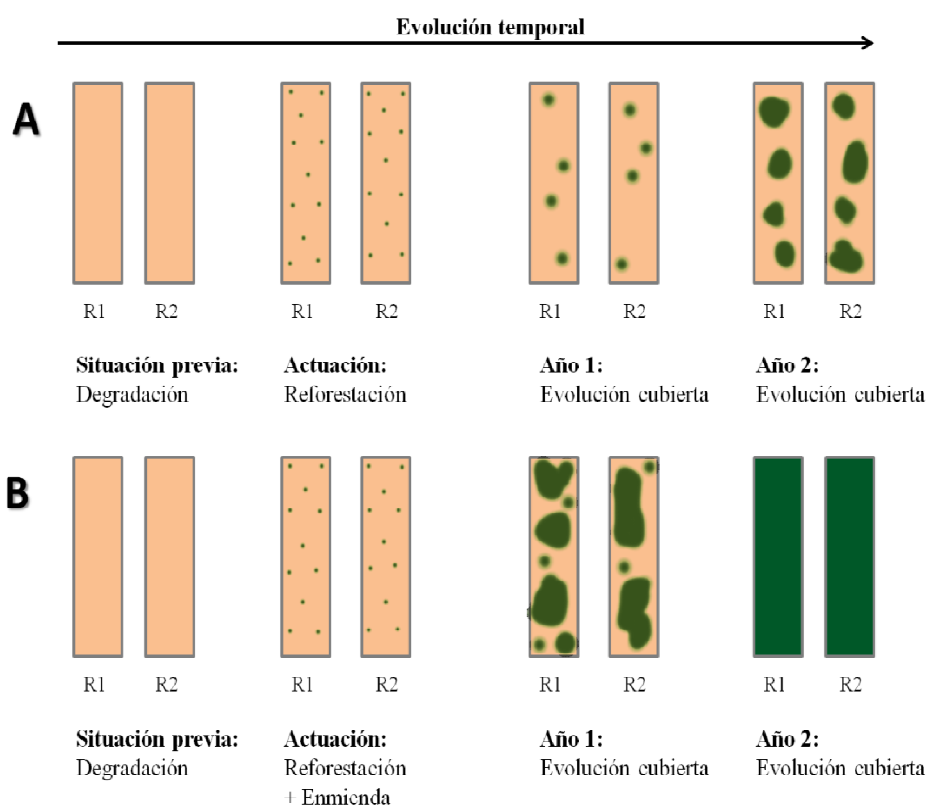 Evolución temporal
A
R1 R2 R1 R2 R1 R2 R1 R2
Situación previa: Actuación: Año 1: Año 2:
Degradación Reforestación Evolución cubierta Evolución cubierta
B
R1 R2 R1 R2 R1 R2 R1 R2
Situación previa: Actuación: Año 1: Año 2:
Degradación Reforestación Evolución cubierta Evolución cubierta
+ Enmienda